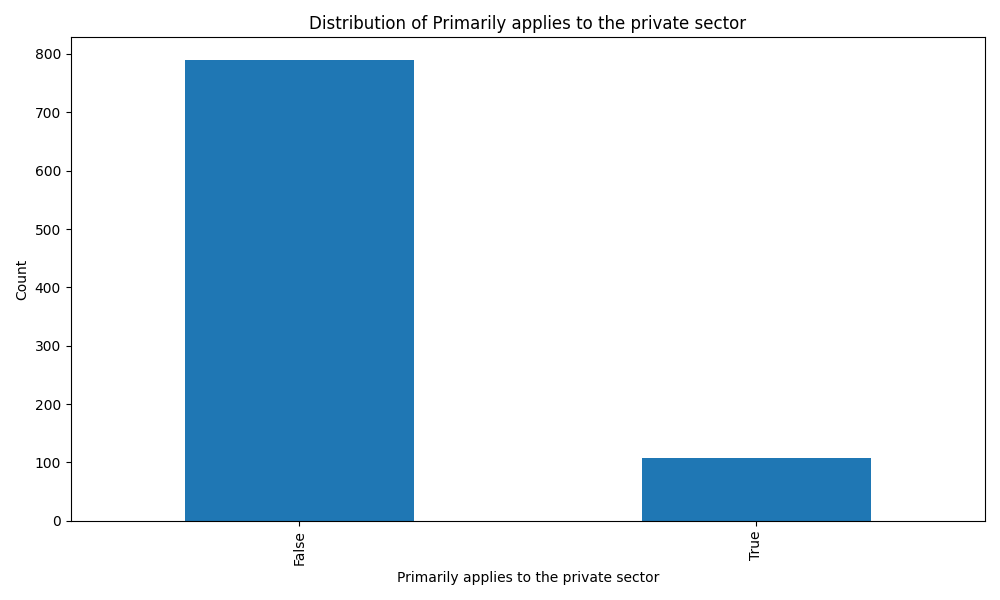 Distribution of Primarily applies to the private sector
Count
800
700
600
500
400
300
200
100
0
False
True
Primarily applies to the private sector